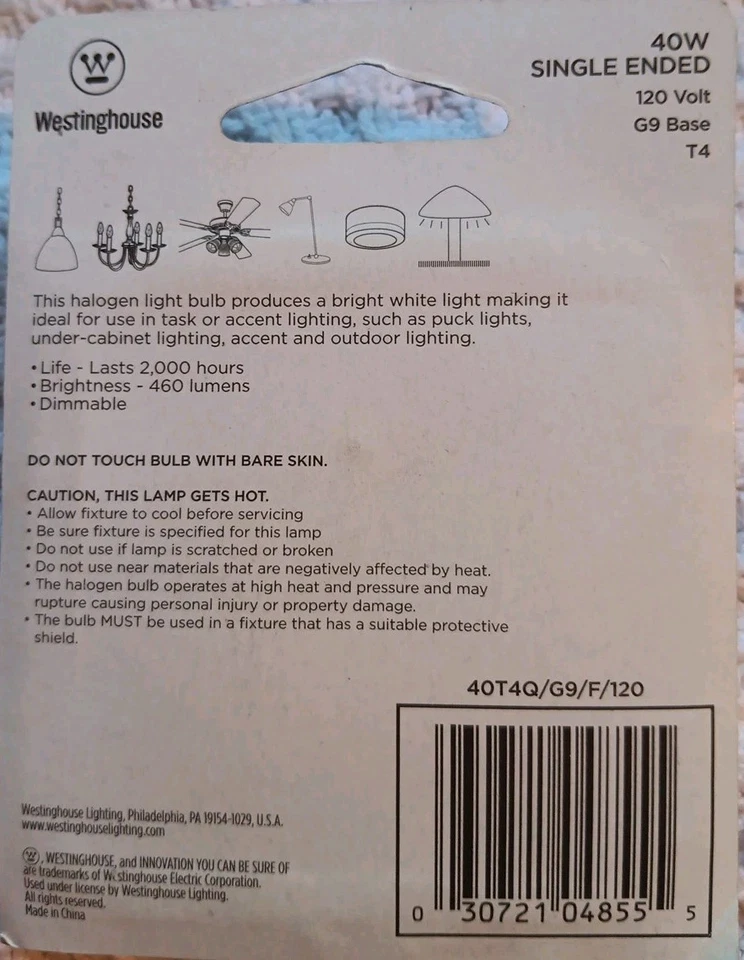 W
Westinghouse
40W
SINGLE ENDED
120 Volt
G9 Base
T4
This halogen light bulb produces a bright white light making it
ideal for use in task or accent lighting, such as puck lights,
under-cabinet lighting, accent and outdoor lighting.
• Life - Lasts 2,000 hours
• Brightness - 460 lumens
• Dimmable
DO NOT TOUCH BULB WITH BARE SKIN.
CAUTION, THIS LAMP GETS HOT.
• Allow fixture to cool before servicing
• Be sure fixture is specified for this lamp
• Do not use if lamp is scratched or broken
• Do not use near materials that are negatively affected by heat.
• The halogen bulb operates at high heat and pressure and may
rupture causing personal injury or property damage.
• The bulb MUST be used in a fixture that has a suitable protective
shield.
40T4Q/G9/F/120
0 30721 04855 5
Westinghouse Lighting, Philadelphia, PA 19154-1029, U.S.A.
www.westinghouselighting.com
W, WESTINGHOUSE, and INNOVATION YOU CAN BE SURE OF
are trademarks of Westinghouse Electric Corporation.
Used under license by Westinghouse Lighting.
All rights reserved.
Made in China